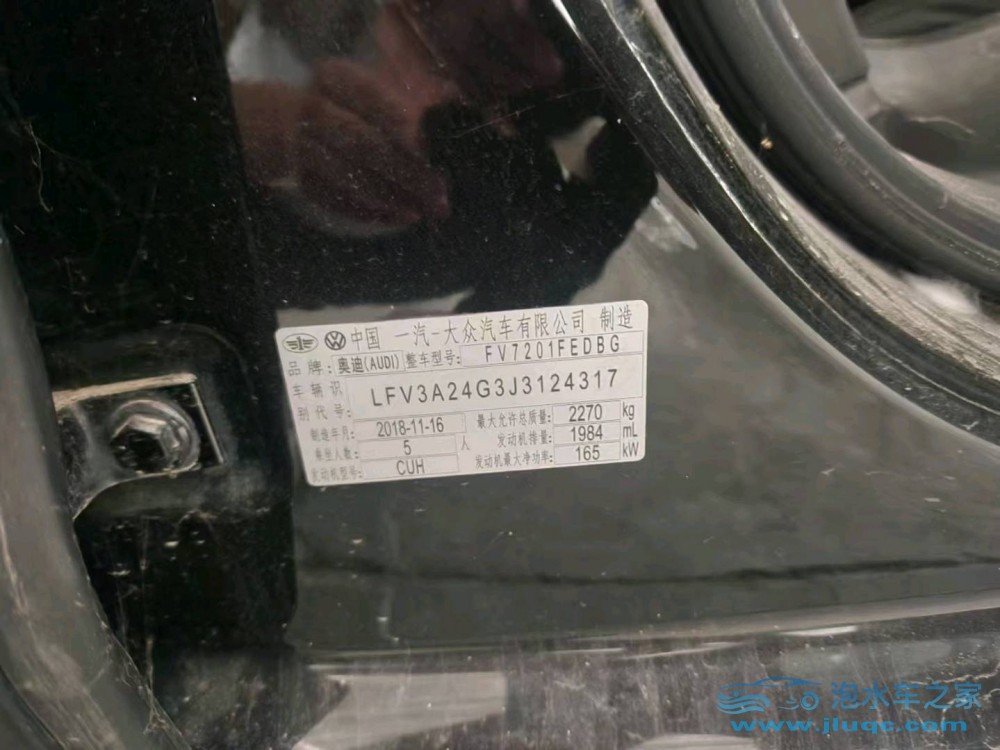 中国 一汽-大众汽车有限公司 制造
品牌: 奥迪(AUDI) 整车型号: FV7201FEDBG
车辆识别代号: LFV3A24G3J3124317
制造年月: 2018-11-16 最大允许总质量: 2270 kg
乘坐人数: 5 人 发动机排量: 1984 mL
发动机型号: CUH 发动机最大净功率: 165 kW
泡水车之家
www.jluqc.com